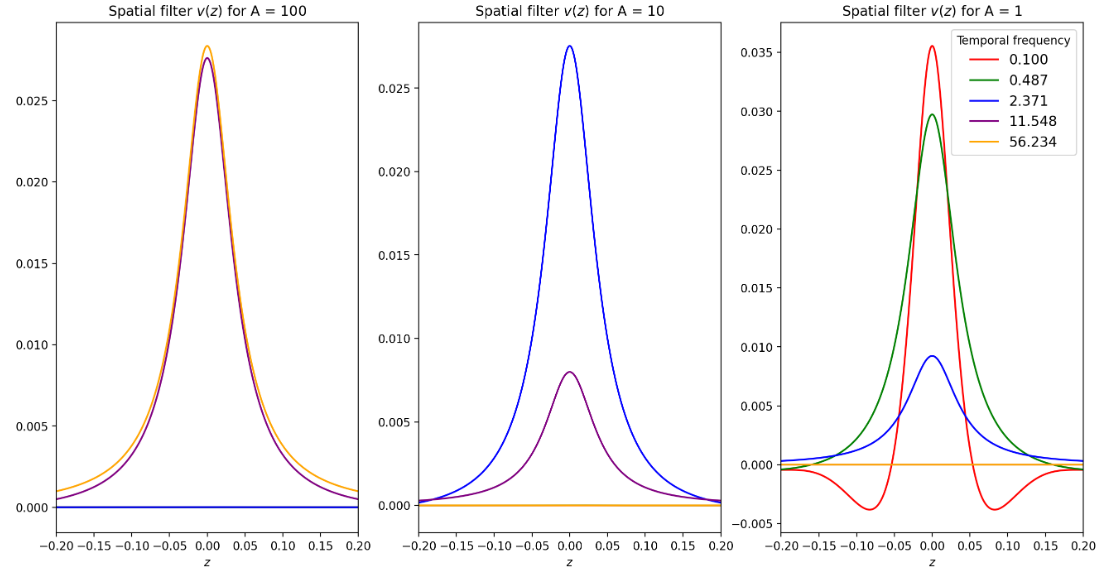 Spatial filter v(z) for A = 100
0.025
0.020
0.015
0.010
0.005
0.000
−0.20 −0.15 −0.10 −0.05 0.00 0.05 0.10 0.15 0.20
z
Spatial filter v(z) for A = 10
0.025
0.020
0.015
0.010
0.005
0.000
−0.20 −0.15 −0.10 −0.05 0.00 0.05 0.10 0.15 0.20
z
Spatial filter v(z) for A = 1
0.035
0.030
0.025
0.020
0.015
0.010
0.005
0.000
−0.005
−0.20 −0.15 −0.10 −0.05 0.00 0.05 0.10 0.15 0.20
z
Temporal frequency
0.100
0.487
2.371
11.548
56.234